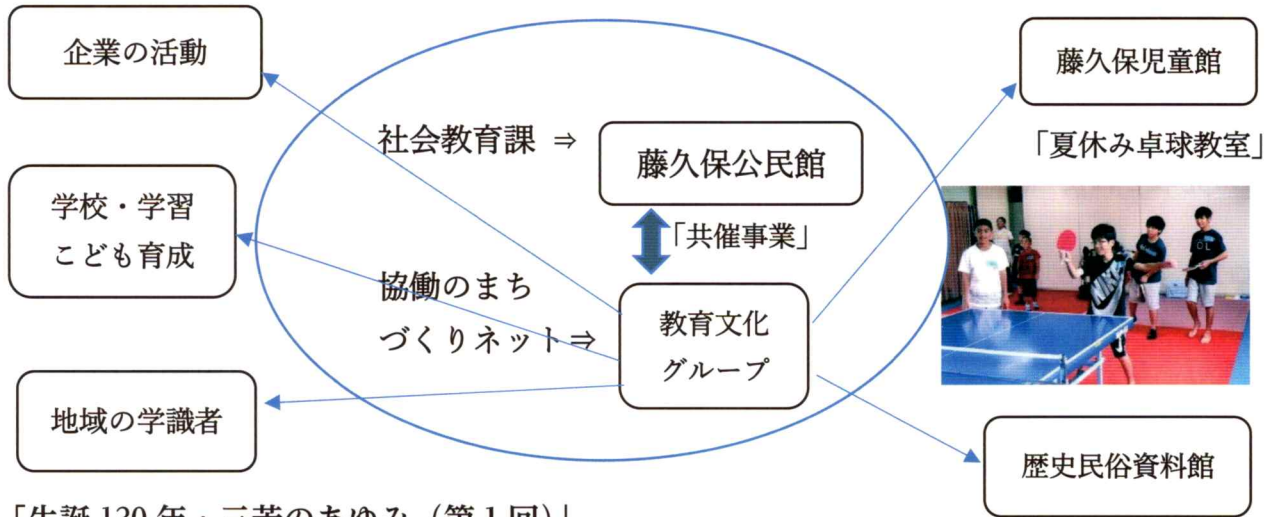 企業の活動
藤久保児童館
社会教育課 ⇒
藤久保公民館
「夏休み卓球教室」
学校・学習
こども育成
「共催事業」
協働のまち
づくりネット⇒
教育文化
グループ
地域の学識者
歴史民俗資料館